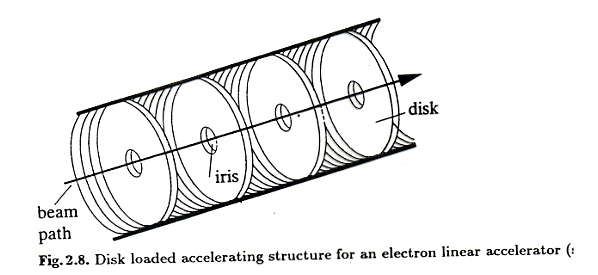 disk
iris
beam
path
Fig. 2.8. Disk loaded accelerating structure for an electron linear accelerator (